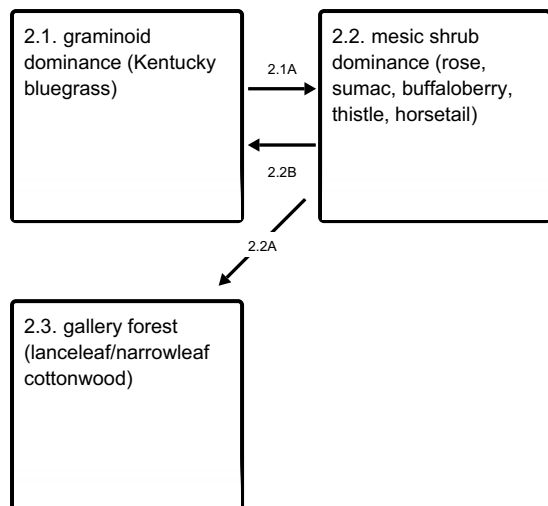 2.1. graminoid
dominance (Kentucky
bluegrass)
2.1A
2.2. mesic shrub
dominance (rose,
sumac, buffaloberry,
thistle, horsetail)
2.2B
2.2A
2.3. gallery forest
(lanceleaf/narrowleaf
cottonwood)